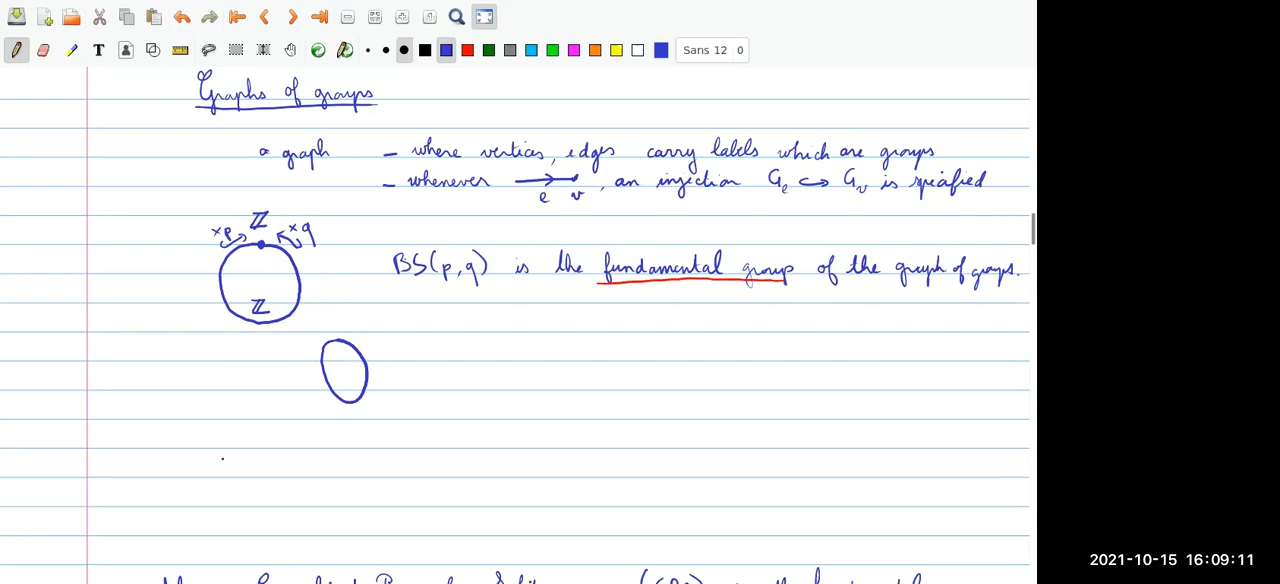 Sans 12 0
Graphs of groups
a graph – where vertices, edges carry labels which are groups
– whenever e v, an injection G_e ↪ G_v is specified
ℤ
×p ×q
BS(p,q) is the fundamental group of the graph of groups.
ℤ
2021-10-15 16:09:11